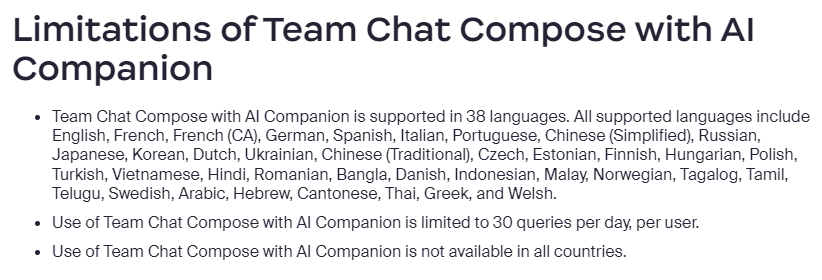 Limitations of Team Chat Compose with AI
Companion
• Team Chat Compose with AI Companion is supported in 38 languages. All supported languages include
English, French, French (CA), German, Spanish, Italian, Portuguese, Chinese (Simplified), Russian,
Japanese, Korean, Dutch, Ukrainian, Chinese (Traditional), Czech, Estonian, Finnish, Hungarian, Polish,
Turkish, Vietnamese, Hindi, Romanian, Bangla, Danish, Indonesian, Malay, Norwegian, Tagalog, Tamil,
Telugu, Swedish, Arabic, Hebrew, Cantonese, Thai, Greek, and Welsh.
• Use of Team Chat Compose with AI Companion is limited to 30 queries per day, per user.
• Use of Team Chat Compose with AI Companion is not available in all countries.